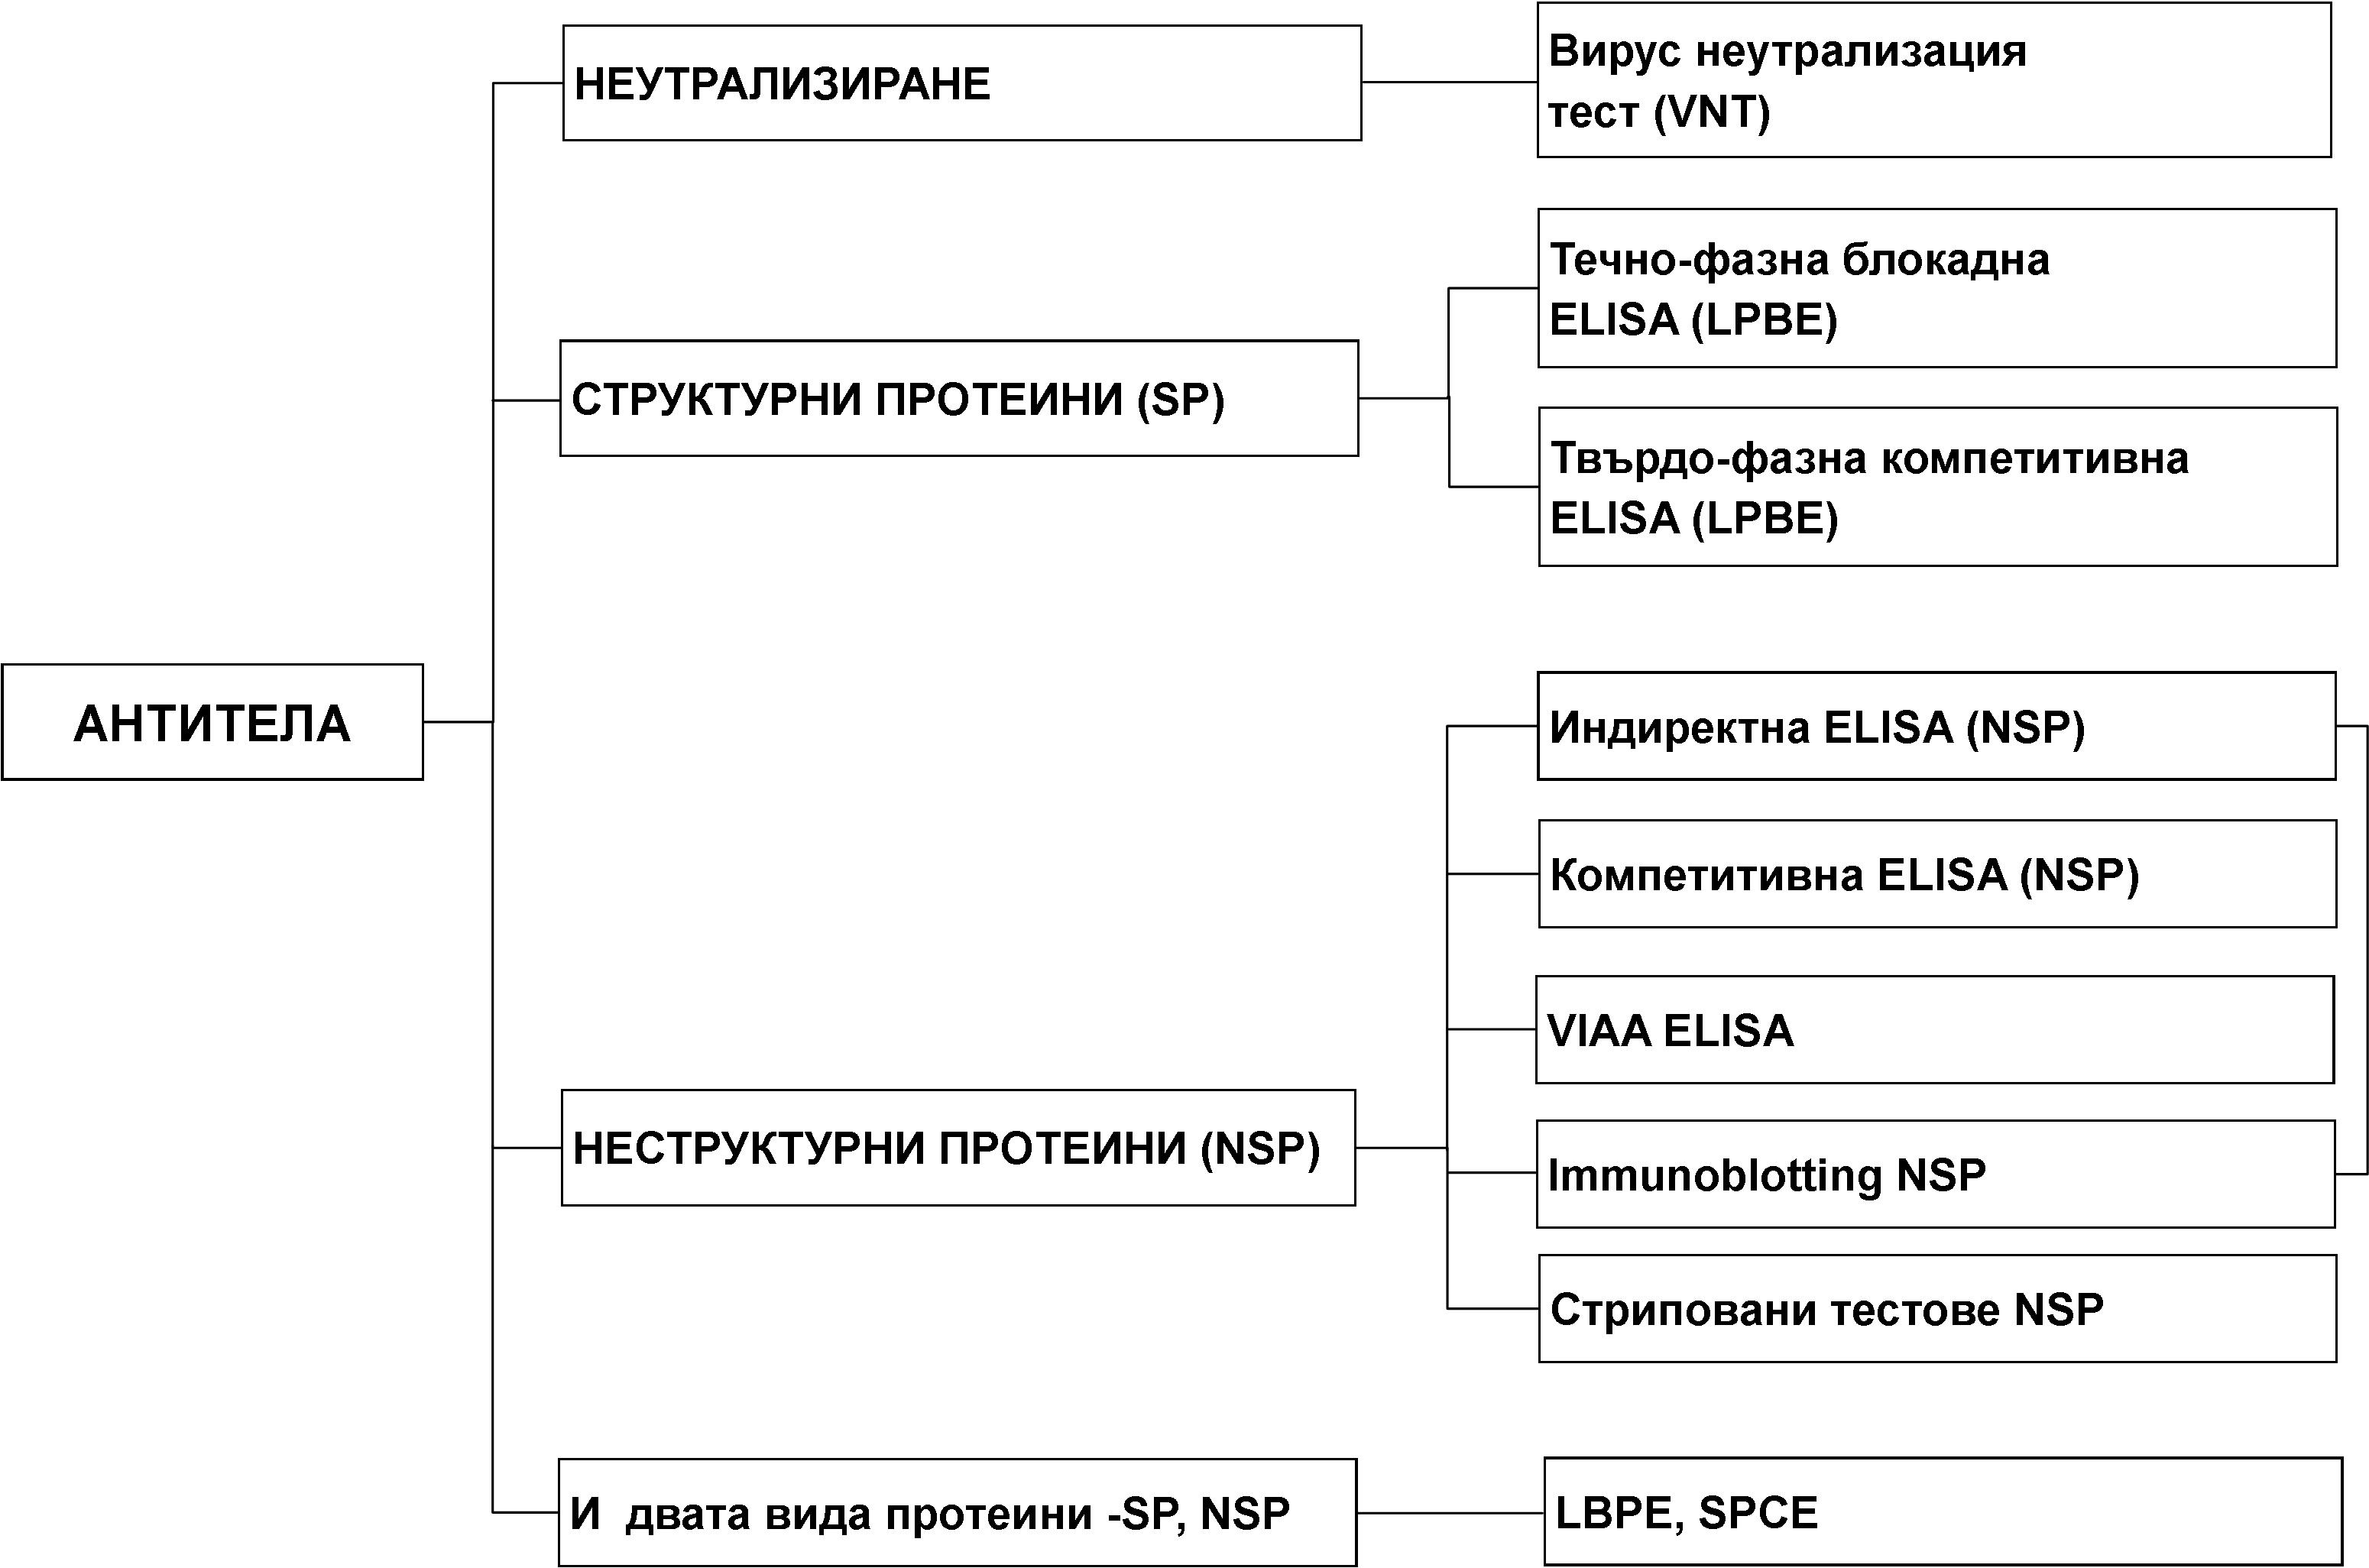 НЕУТРАЛИЗИРАНЕ
Вирус неутрализация
тест (VNT)
СТРУКТУРНИ ПРОТЕИНИ (SP)
Течно-фазна блокадна
ELISA (LPBE)
Твърдо-фазна компетитивна
ELISA (LPBE)
АНТИТЕЛА
НЕСТРУКТУРНИ ПРОТЕИНИ (NSP)
Индиректна ELISA (NSP)
Компетитивна ELISA (NSP)
VIAA ELISA
Immunoblotting NSP
Стриповани тестове NSP
И двата вида протеини -SP, NSP
LBPE, SPCE